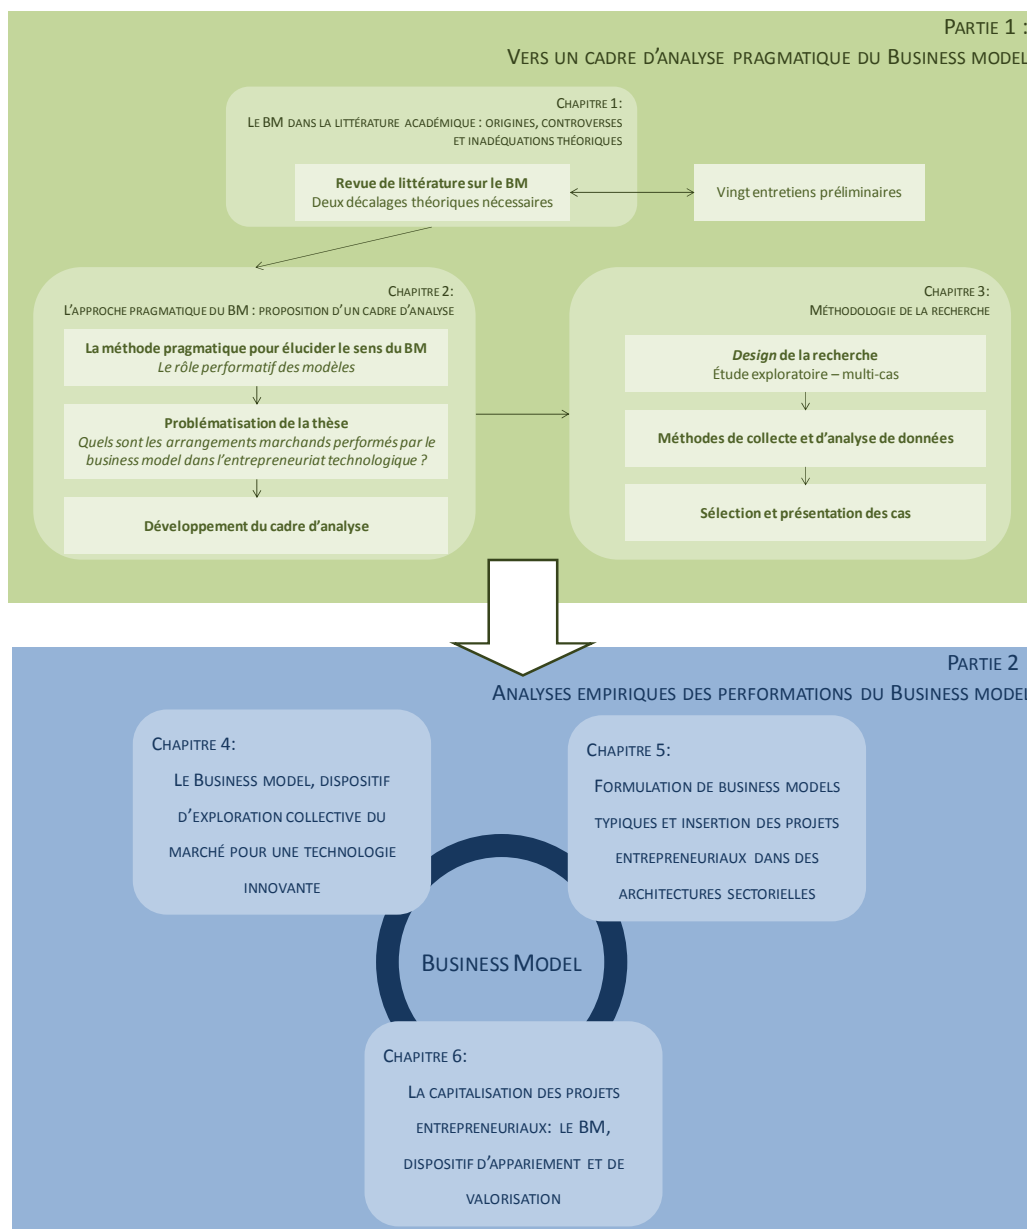 PARTIE 1 :
VERS UN CADRE D'ANALYSE PRAGMATIQUE DU BUSINESS MODEL
CHAPITRE 1:
LE BM DANS LA LITTÉRATURE ACADÉMIQUE : ORIGINES, CONTROVERSES
ET INADÉQUATIONS THÉORIQUES
Revue de littérature sur le BM
Deux décalages théoriques nécessaires
Vingt entretiens préliminaires
CHAPITRE 2:
L'APPROCHE PRAGMATIQUE DU BM : PROPOSITION D'UN CADRE D'ANALYSE
La méthode pragmatique pour élucider le sens du BM
Le rôle performatif des modèles
Problématisation de la thèse
Quels sont les arrangements marchands performés par le
business model dans l'entrepreneuriat technologique ?
Développement du cadre d'analyse
CHAPITRE 3:
MÉTHODOLOGIE DE LA RECHERCHE
Design de la recherche
Étude exploratoire – multi-cas
Méthodes de collecte et d'analyse de données
Sélection et présentation des cas
PARTIE 2
ANALYSES EMPIRIQUES DES PERFORMATIONS DU BUSINESS MODEL
CHAPITRE 4:
LE BUSINESS MODEL, DISPOSITIF
D'EXPLORATION COLLECTIVE DU
MARCHÉ POUR UNE TECHNOLOGIE
INNOVANTE
CHAPITRE 5:
FORMULATION DE BUSINESS MODELS
TYPIQUES ET INSERTION DES PROJETS
ENTREPRENEURIAUX DANS DES
ARCHITECTURES SECTORIELLES
BUSINESS MODEL
CHAPITRE 6:
LA CAPITALISATION DES PROJETS
ENTREPRENEURIAUX: LE BM,
DISPOSITIF D'APPARIEMENT ET DE
VALORISATION